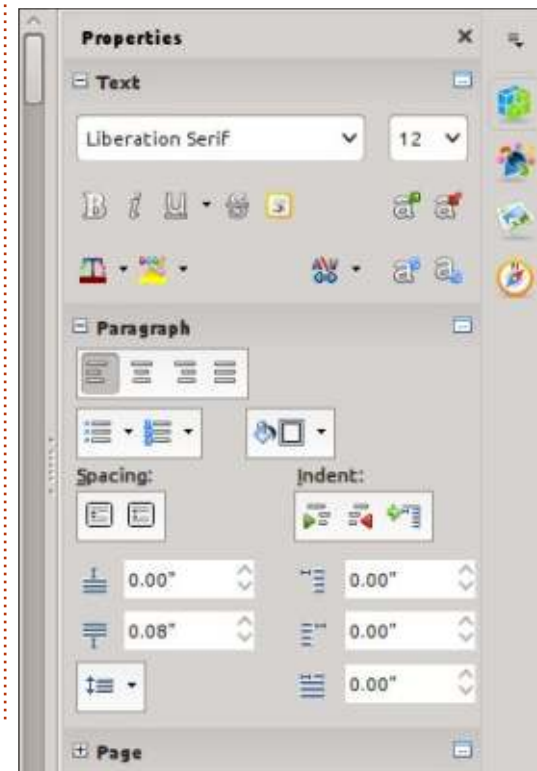 Properties
Text
Liberation Serif 12
Paragraph
Spacing: Indent:
0.00" 0.00"
0.08" 0.00"
0.00"
Page